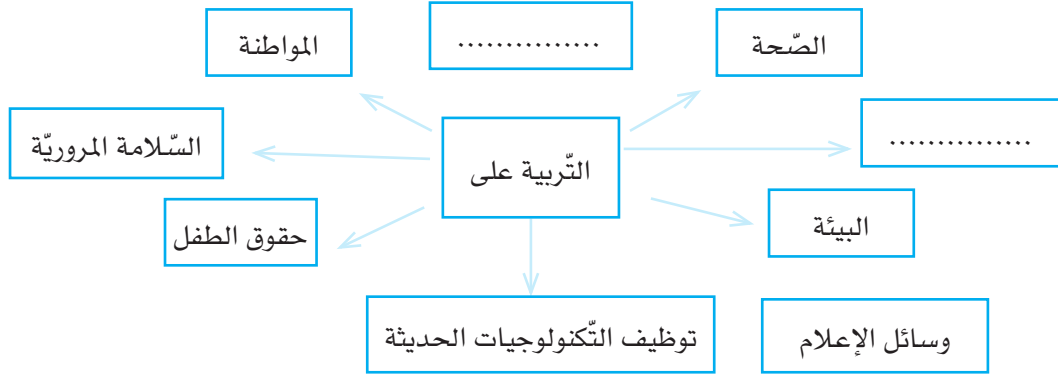 الصّحة
...............
المواطنة
...............
السّلامة المروريّة
التّربية على
البيئة
حقوق الطفل
وسائل الإعلام
توظيف التّكنولوجيات الحديثة